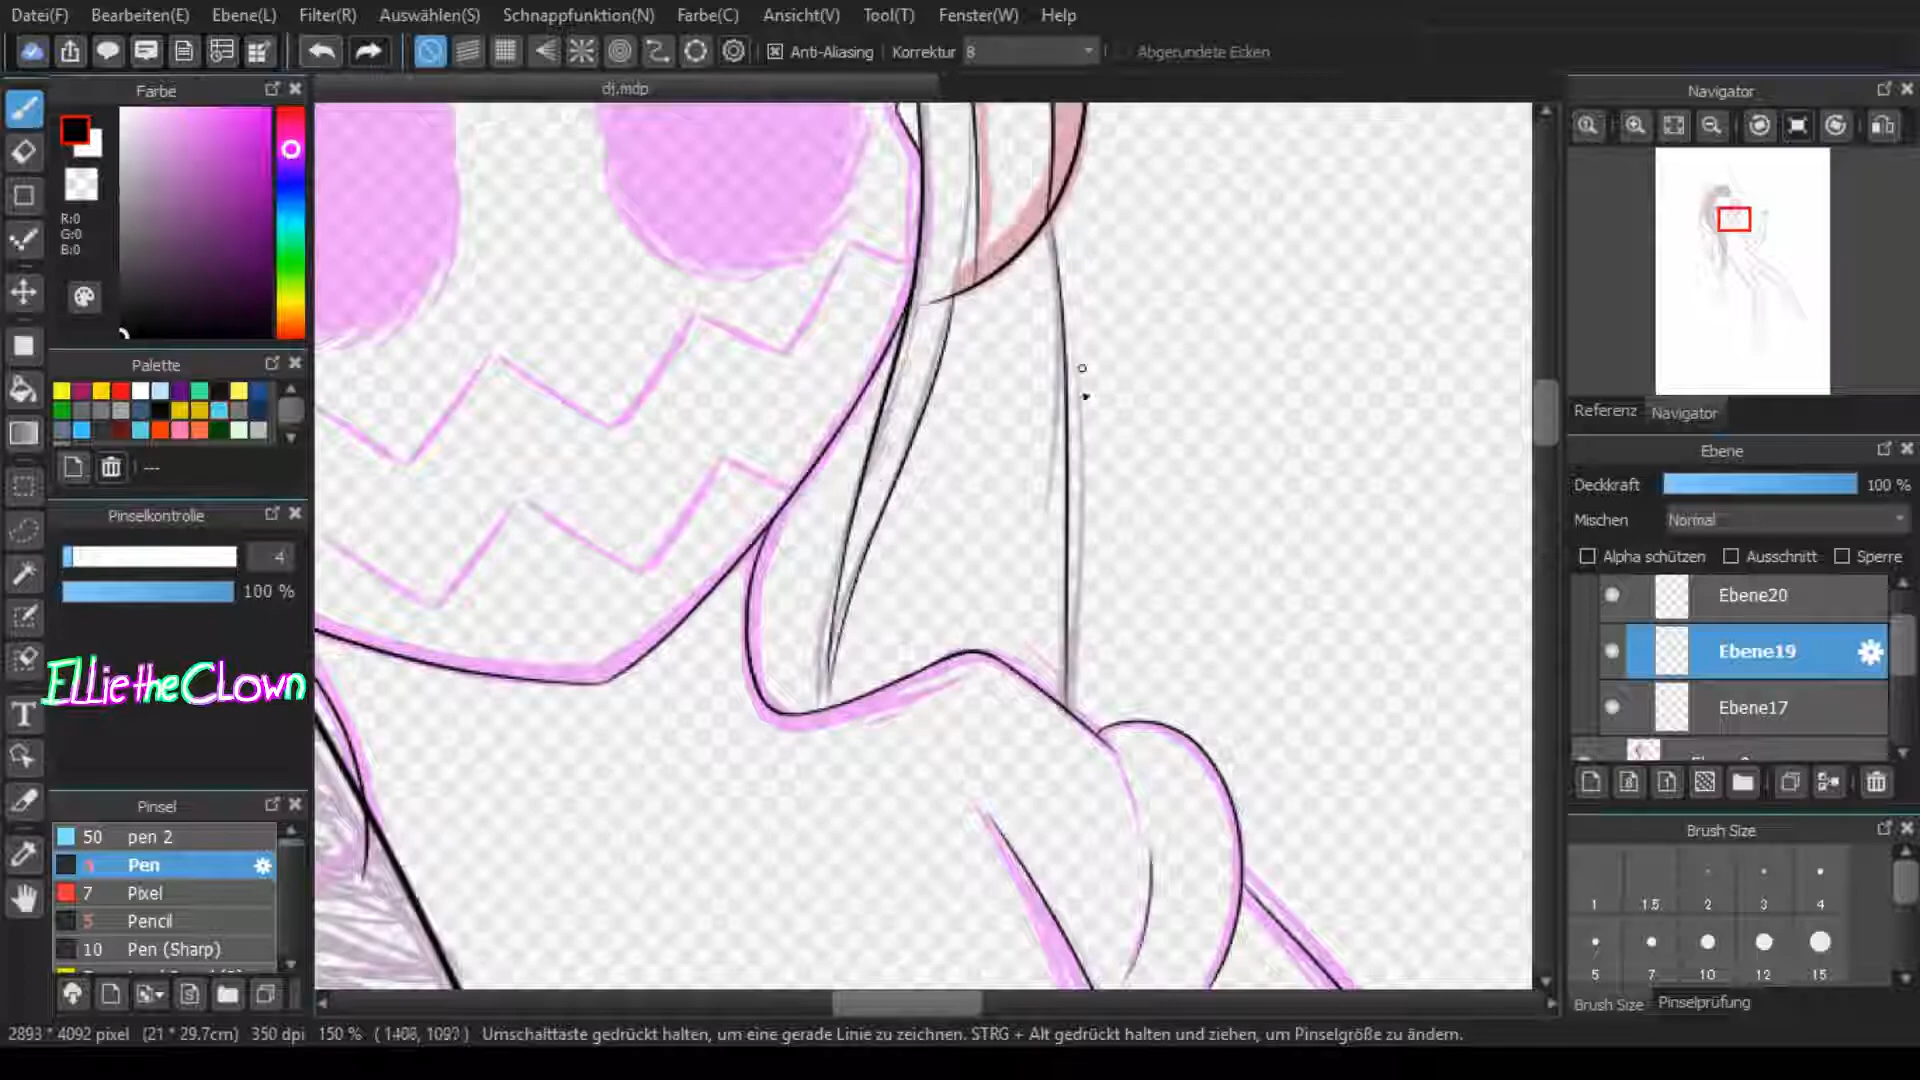 Datei(F) Bearbeiten(E) Ebene(L) Filter(R) Auswählen(S) Schnappfunktion(N) Farbe(C) Ansicht(V) Tool(T) Fenster(W) Help
Anti-Aliasing Korrektur 8 Abgerundete Ecken
Farbe
dj.mdp
Navigator
R:0
G:0
B:0
Palette
---
Referenz Navigator
Ebene
Deckkraft 100 %
Pinselkontrolle
Mischen Normal
4
Alpha schützen Ausschnitt Sperre
100 %
Ebene20
Ebene19
EllietheClown
Ebene17
Pinsel
Brush Size
50 pen 2
Pen
7 Pixel
5 Pencil
10 Pen (Sharp)
1 1.5 2 3 4
5 7 10 12 15
Brush Size Pinselprüfung
2893 * 4092 pixel (21 * 29.7cm) 350 dpi 150 % Umschalttaste gedrückt halten, um eine gerade Linie zu zeichnen. STRG + Alt gedrückt halten und ziehen, um Pinselgröße zu ändern.